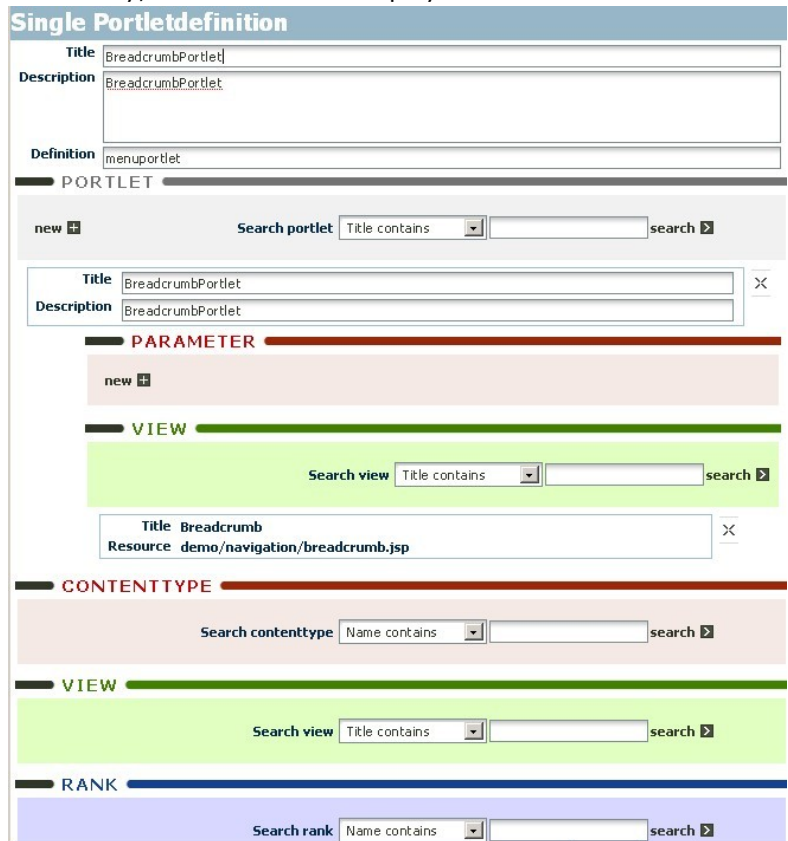 Single Portletdefinition
Title BreadcrumbPortlet
Description BreadcrumbPortlet
Definition menuportlet
PORTLET
new Search portlet Title contains search
Title BreadcrumbPortlet
Description BreadcrumbPortlet
PARAMETER
new
VIEW
Search view Title contains search
Title Breadcrumb
Resource demo/navigation/breadcrumb.jsp
CONTENTTYPE
Search contenttype Name contains search
VIEW
Search view Title contains search
RANK
Search rank Name contains search